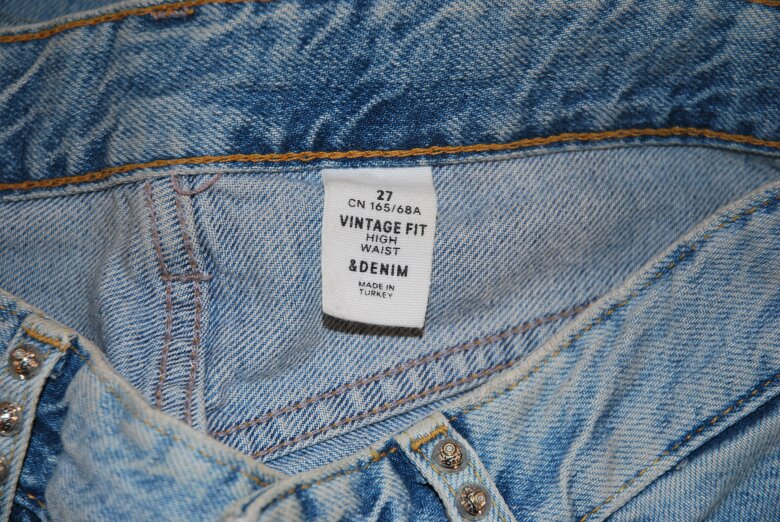 27
CN 165/68A
VINTAGE FIT
HIGH
WAIST
&DENIM
MADE IN
TURKEY